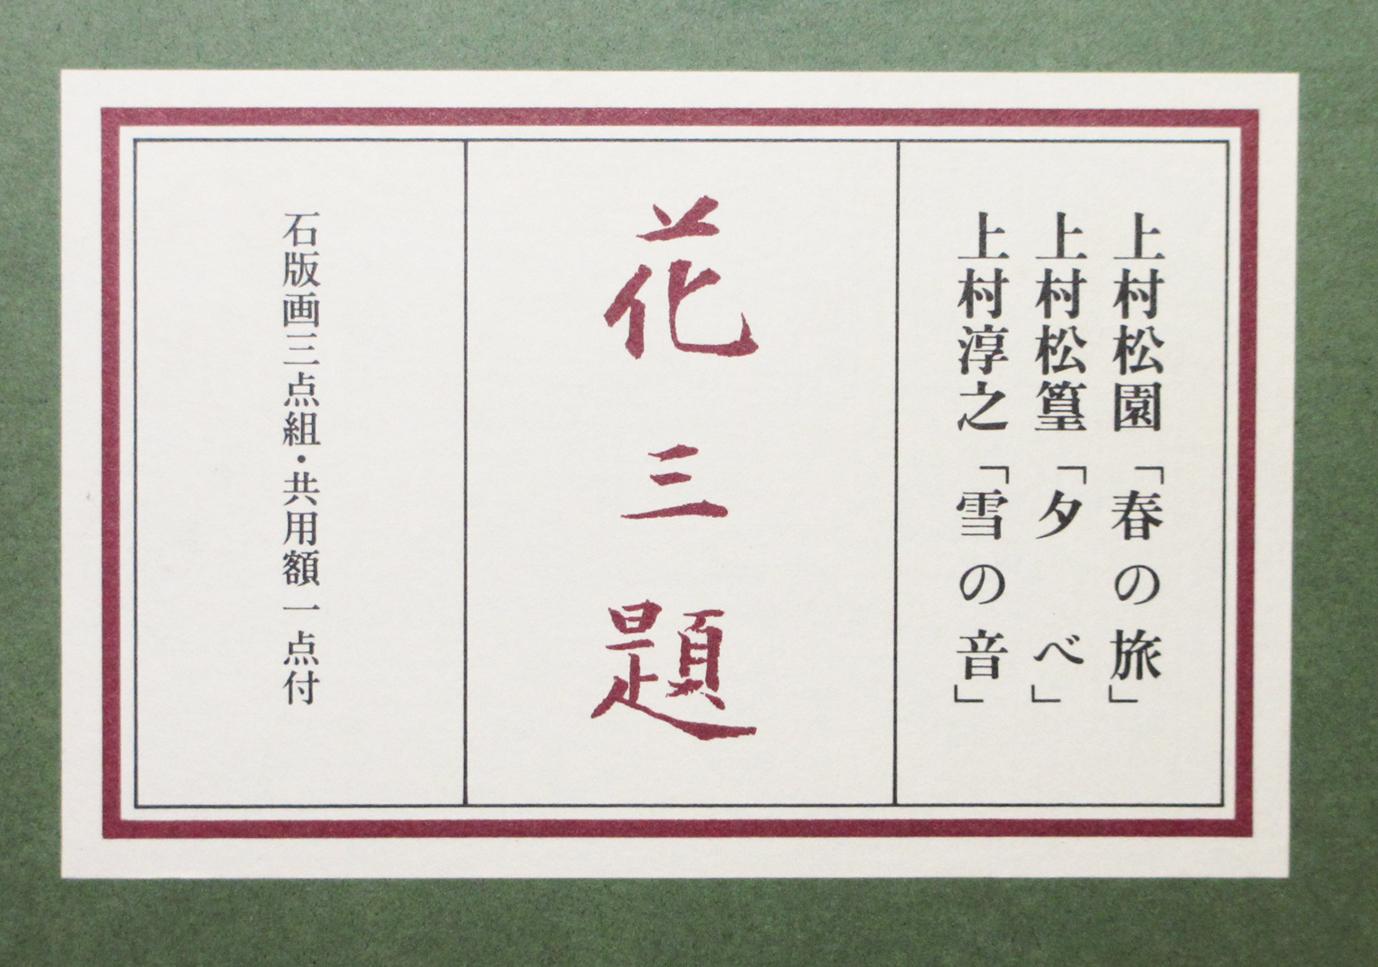 上村松園「春の旅」
上村松篁「夕べ」
上村淳之「雪の音」
花三題
石版画三点組・共用額一点付